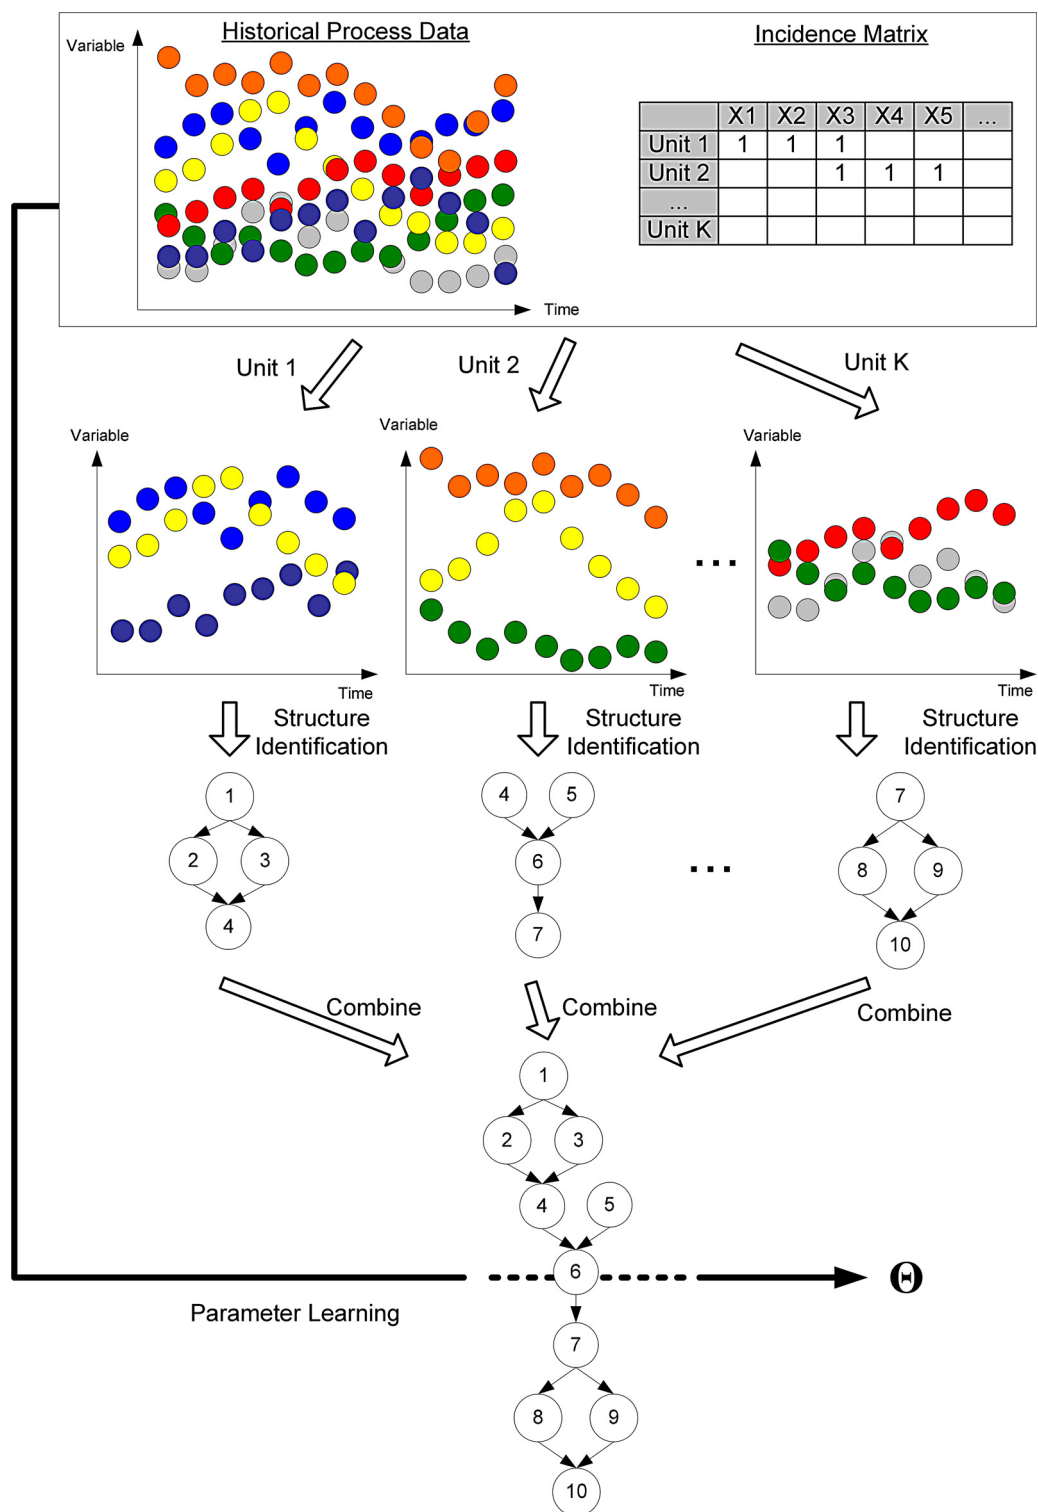 Historical Process Data
Incidence Matrix
Variable
Time
X1 X2 X3 X4 X5 ...
Unit 1 1 1 1
Unit 2 1 1 1
...
Unit K
Unit 1
Unit 2
Unit K
Variable
Variable
Variable
...
Time
Time
Time
Structure
Identification
Structure
Identification
Structure
Identification
1
2 3
4
4 5
6
7
...
7
8 9
10
Combine
Combine
Combine
1
2 3
4 5
6
Θ
Parameter Learning
7
8 9
10